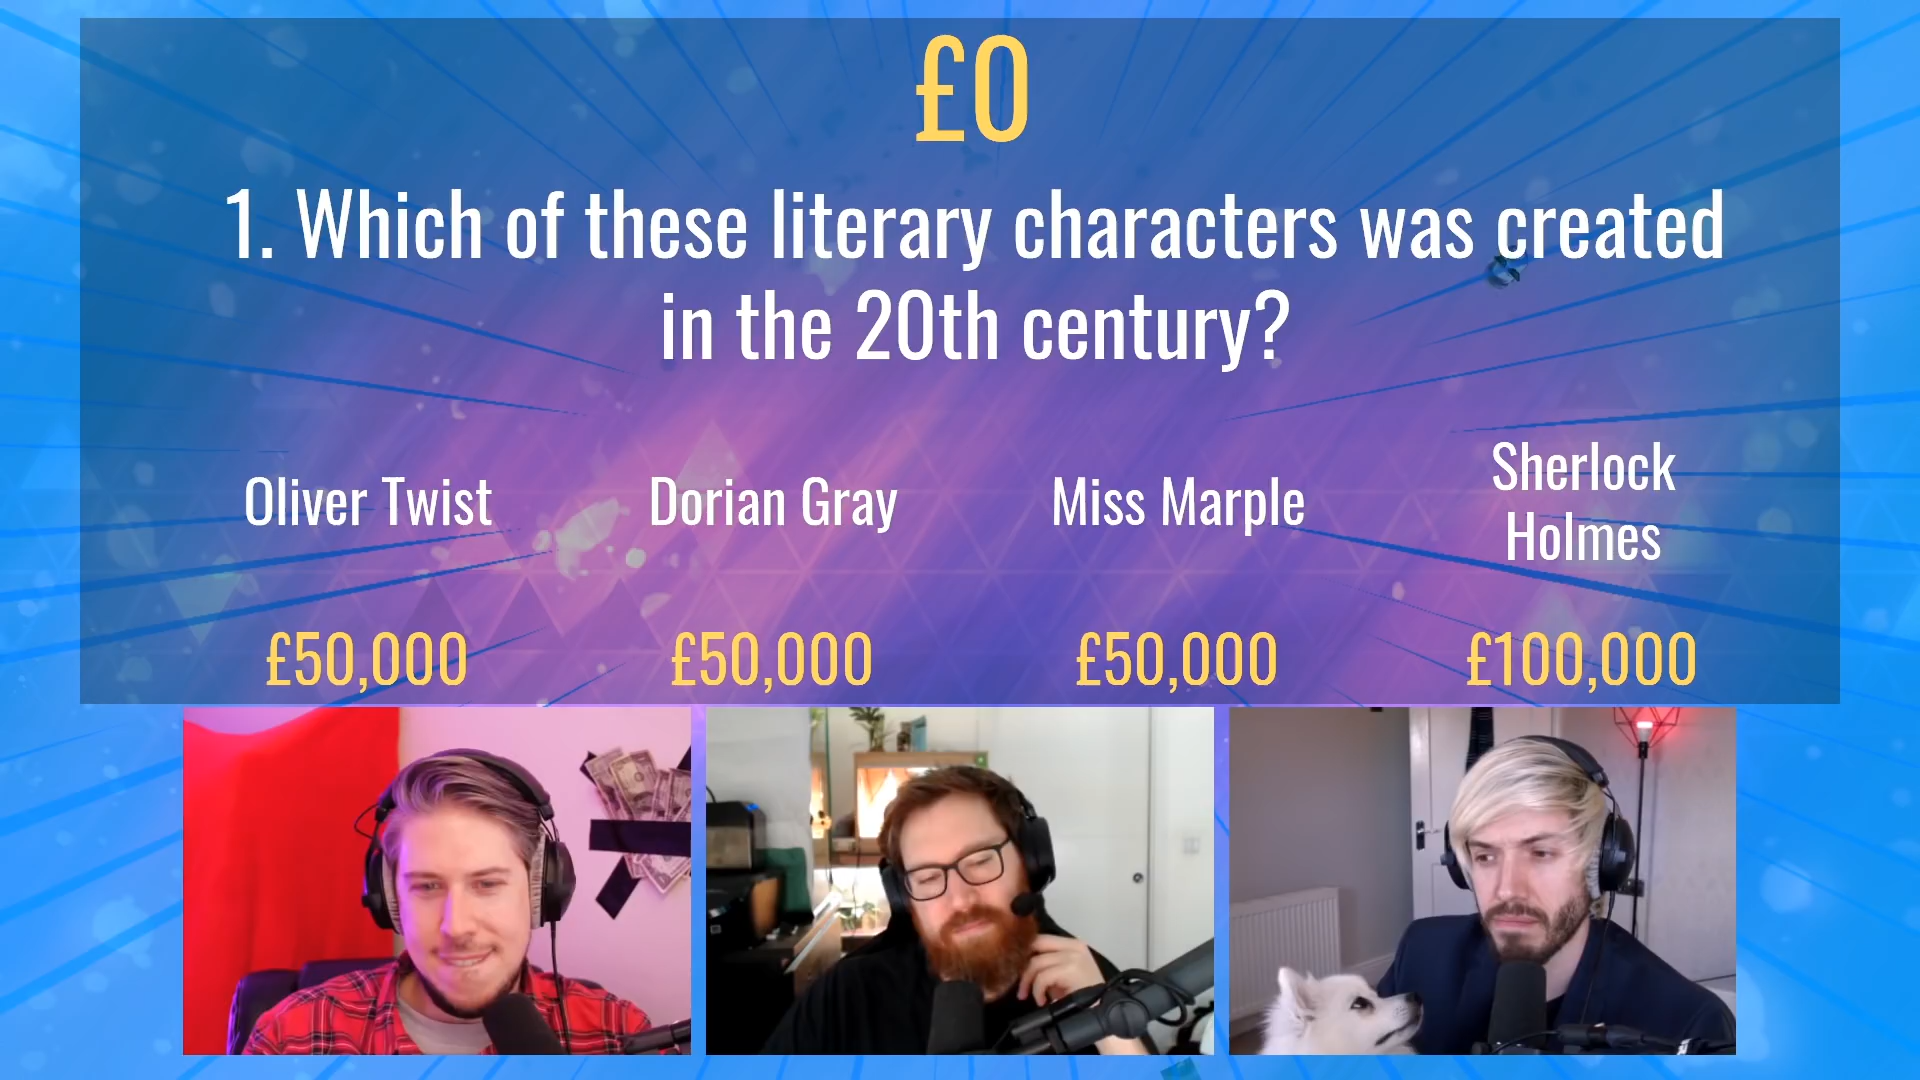 £0
1. Which of these literary characters was created
in the 20th century?
Oliver Twist
Dorian Gray
Miss Marple
Sherlock
Holmes
£50,000
£50,000
£50,000
£100,000